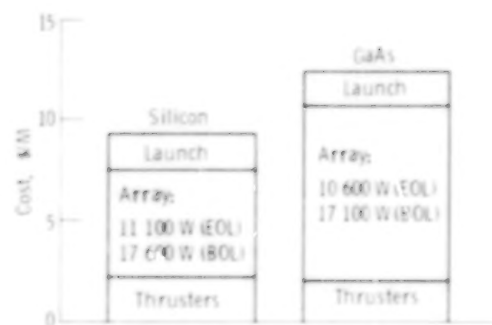 15
10
5
0
Cost, $M
Silicon
Launch
Array:
11 100 W (EOL)
W (BOL)
Thrusters
GaAs
Launch
Array:
10 600 W (EOL)
17 100 W (BOL)
Thrusters